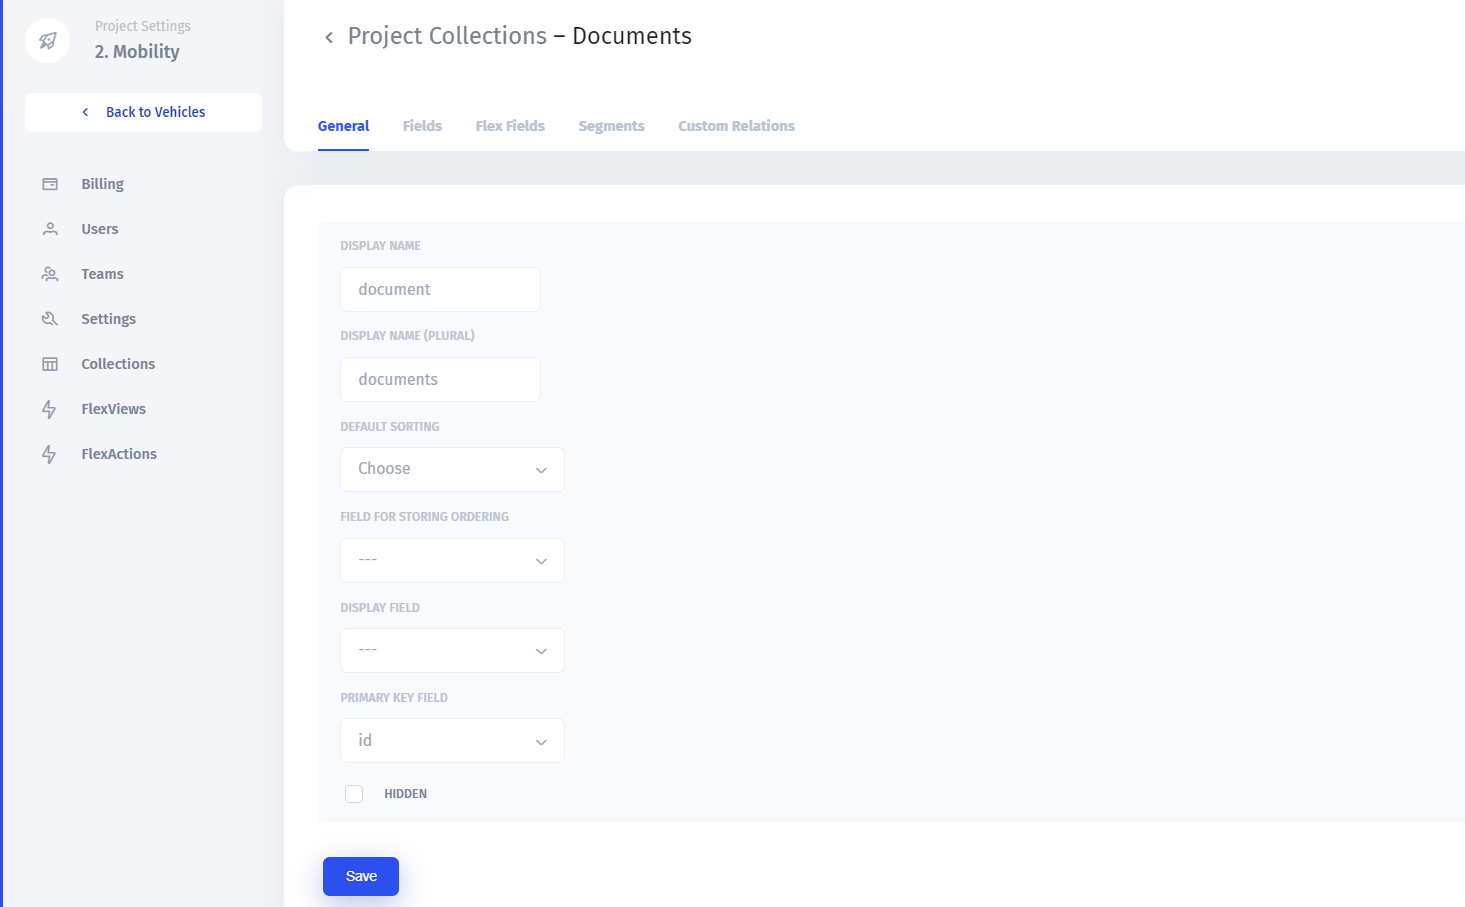 Project Settings
2. Mobility
Back to Vehicles
Billing
Users
Teams
Settings
Collections
FlexViews
FlexActions
Project Collections – Documents
General Fields Flex Fields Segments Custom Relations
DISPLAY NAME
document
DISPLAY NAME (PLURAL)
documents
DEFAULT SORTING
Choose
FIELD FOR STORING ORDERING
---
DISPLAY FIELD
---
PRIMARY KEY FIELD
id
HIDDEN
Save